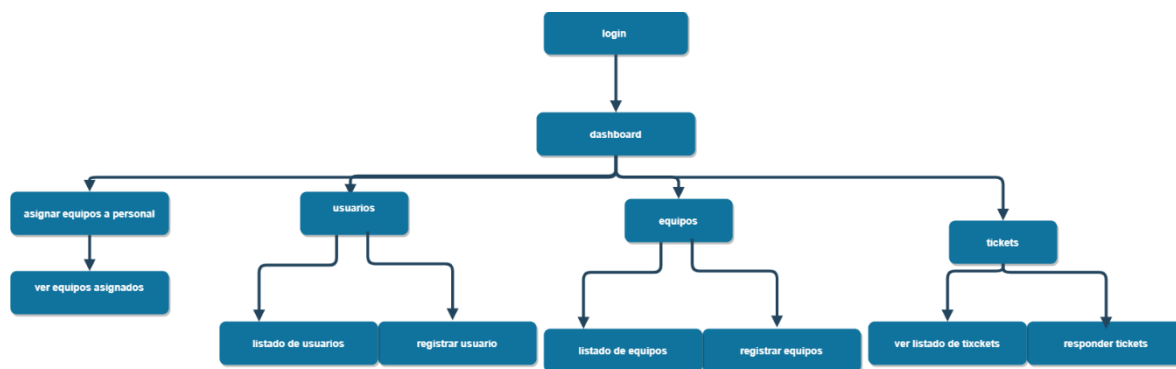 login
dashboard
asignar equipos a personal
usuarios
equipos
tickets
ver equipos asignados
listado de usuarios
registrar usuario
listado de equipos
registrar equipos
ver listado de tixckets
responder tickets